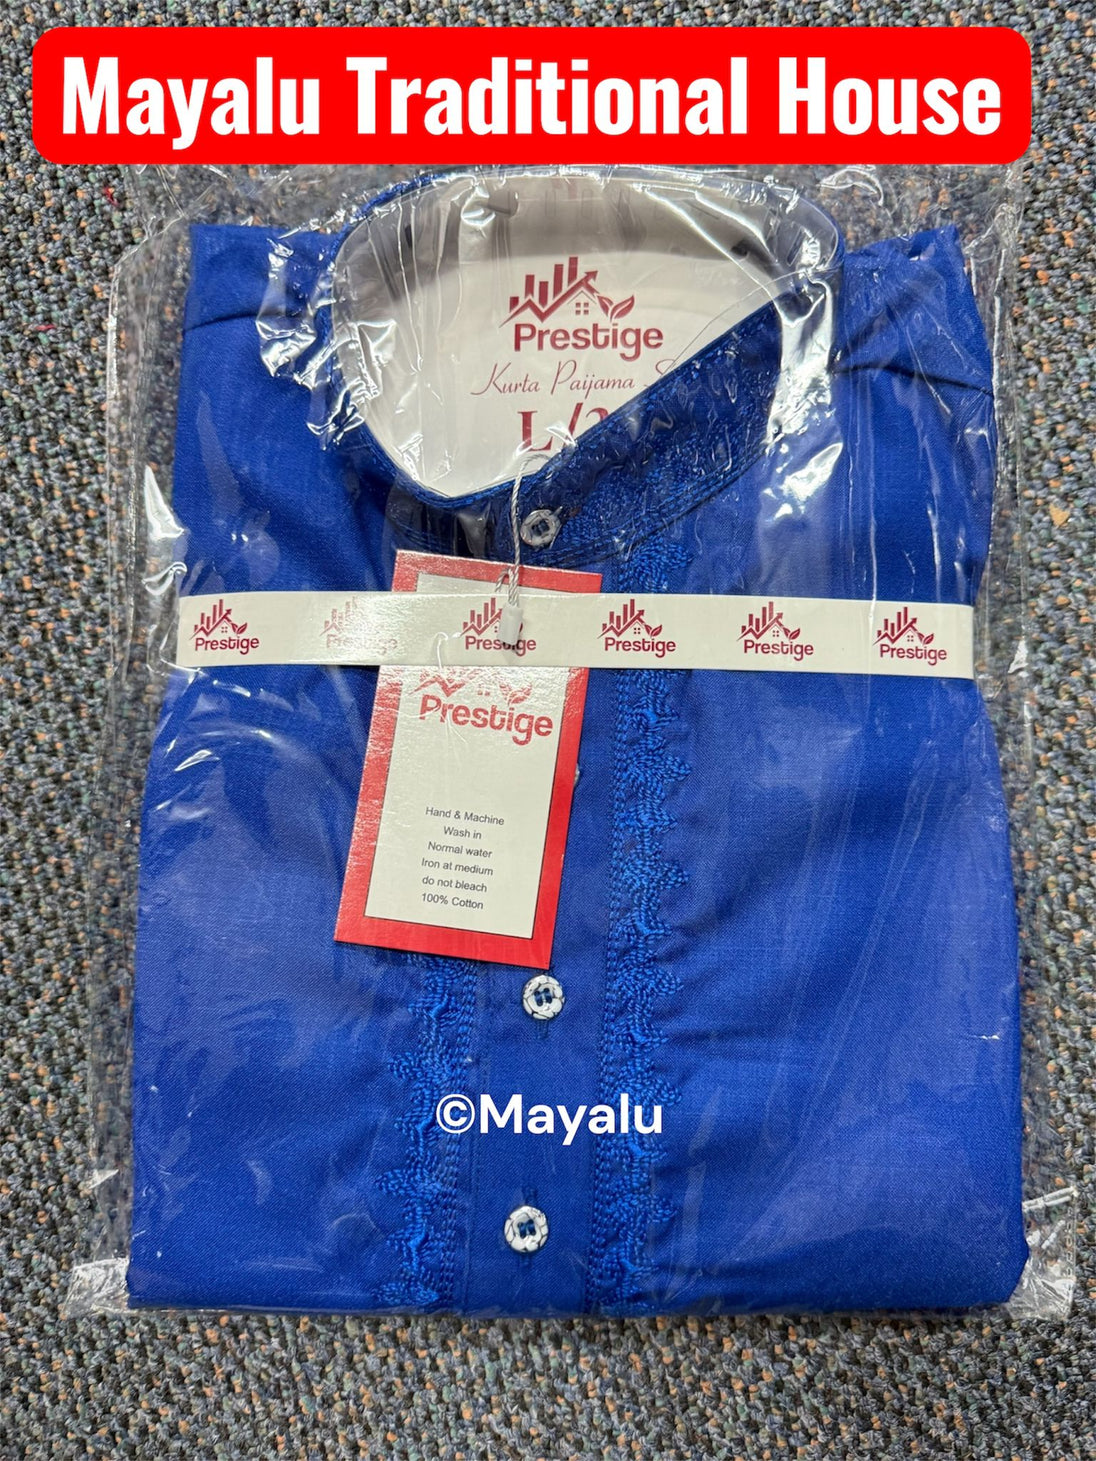 Mayalu Traditional House
Prestige
Kurta Paijama
L/
Prestige
Prestige
Prestige
Prestige
Prestige
Prestige
Hand & Machine
Wash in
Normal water
Iron at medium
do not bleach
100% Cotton
©Mayalu